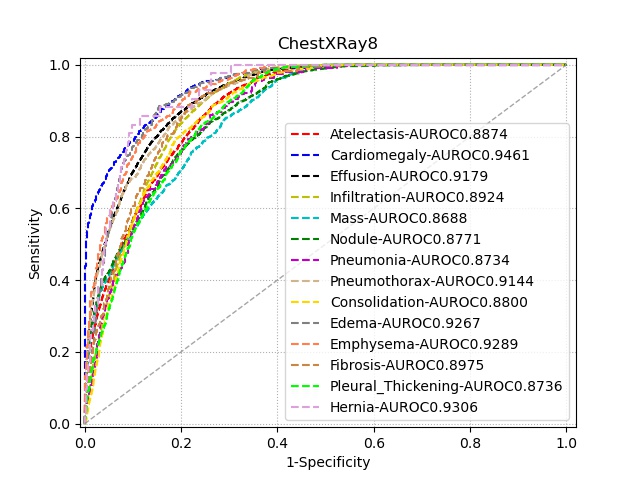 ChestXRay8
1.0
0.8
0.6
0.4
0.2
0.0
Sensitivity
Atelectasis-AUROC0.8874
Cardiomegaly-AUROC0.9461
Effusion-AUROC0.9179
Infiltration-AUROC0.8924
Mass-AUROC0.8688
Nodule-AUROC0.8771
Pneumonia-AUROC0.8734
Pneumothorax-AUROC0.9144
Consolidation-AUROC0.8800
Edema-AUROC0.9267
Emphysema-AUROC0.9289
Fibrosis-AUROC0.8975
Pleural_Thickening-AUROC0.8736
Hernia-AUROC0.9306
0.0 0.2 0.4 0.6 0.8 1.0
1-Specificity